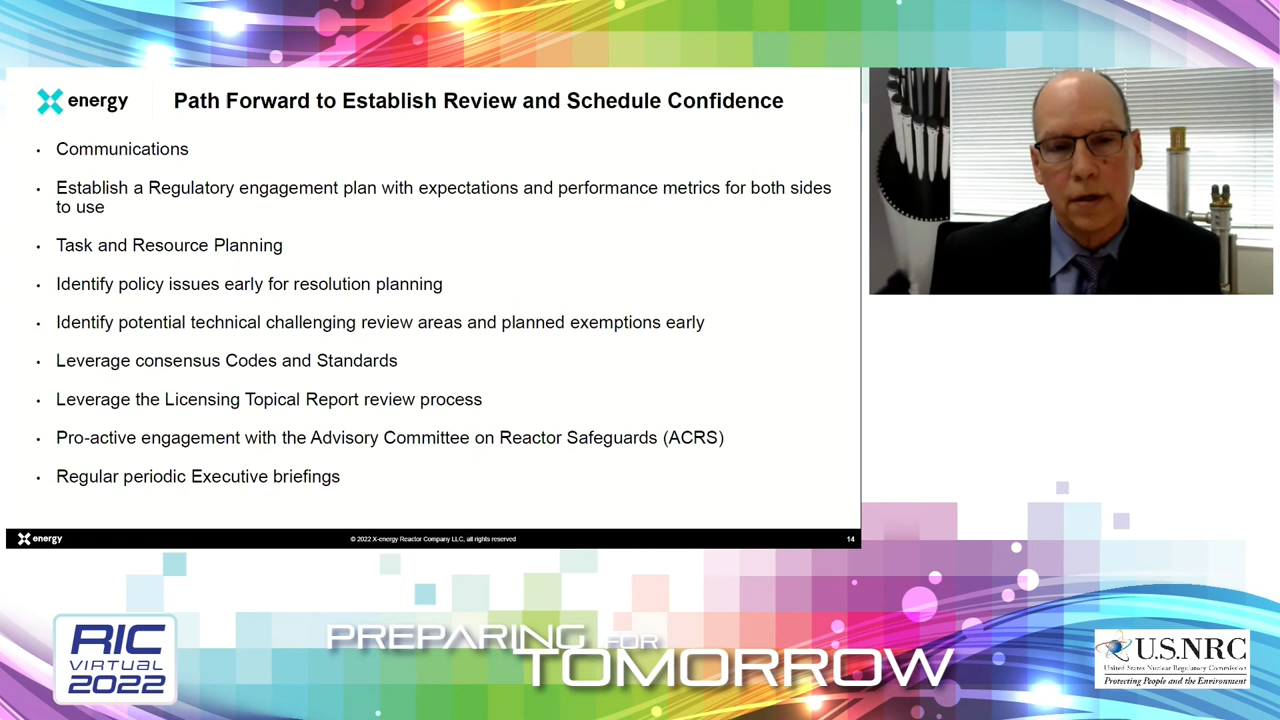 energy
Path Forward to Establish Review and Schedule Confidence
• Communications
• Establish a Regulatory engagement plan with expectations and performance metrics for both sides
to use
• Task and Resource Planning
• Identify policy issues early for resolution planning
• Identify potential technical challenging review areas and planned exemptions early
• Leverage consensus Codes and Standards
• Leverage the Licensing Topical Report review process
• Pro-active engagement with the Advisory Committee on Reactor Safeguards (ACRS)
• Regular periodic Executive briefings
energy
© 2022 X-energy Reactor Company LLC, all rights reserved
14
RIC
VIRTUAL
2022
PREPARING FOR
TOMORROW
U.S.NRC
United States Nuclear Regulatory Commission
Protecting People and the Environment